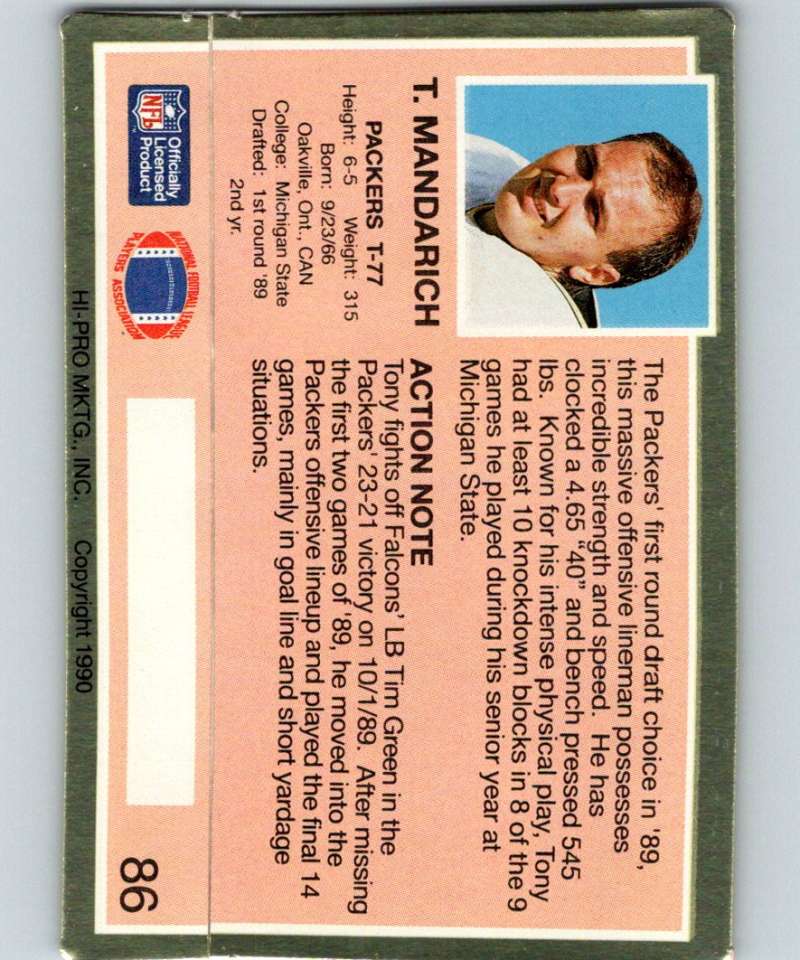 The Packers' first round draft choice in '89,
this massive offensive lineman possesses
incredible strength and speed. He has
clocked a 4.65 "40" and bench pressed 545
lbs. Known for his intense physical play, Tony
had at least 10 knockdown blocks in 8 of the 9
games he played during his senior year at
Michigan State.
T. MANDARICH
PACKERS T-77
Height: 6-5 Weight: 315
Born: 9/23/66
Oakville, Ont., CAN
College: Michigan State
Drafted: 1st round '89
2nd yr.
ACTION NOTE
Tony fights off Falcons' LB Tim Green in the
Packers' 23-21 victory on 10/1/89. After missing
the first two games of '89, he moved into the
Packers offensive lineup and played the final 14
games, mainly in goal line and short yardage
situations.
NFL
Officially
Licensed
Product
NATIONAL FOOTBALL LEAGUE
PLAYERS ASSOCIATION
86
HI-PRO MKTG., INC. Copyright 1990